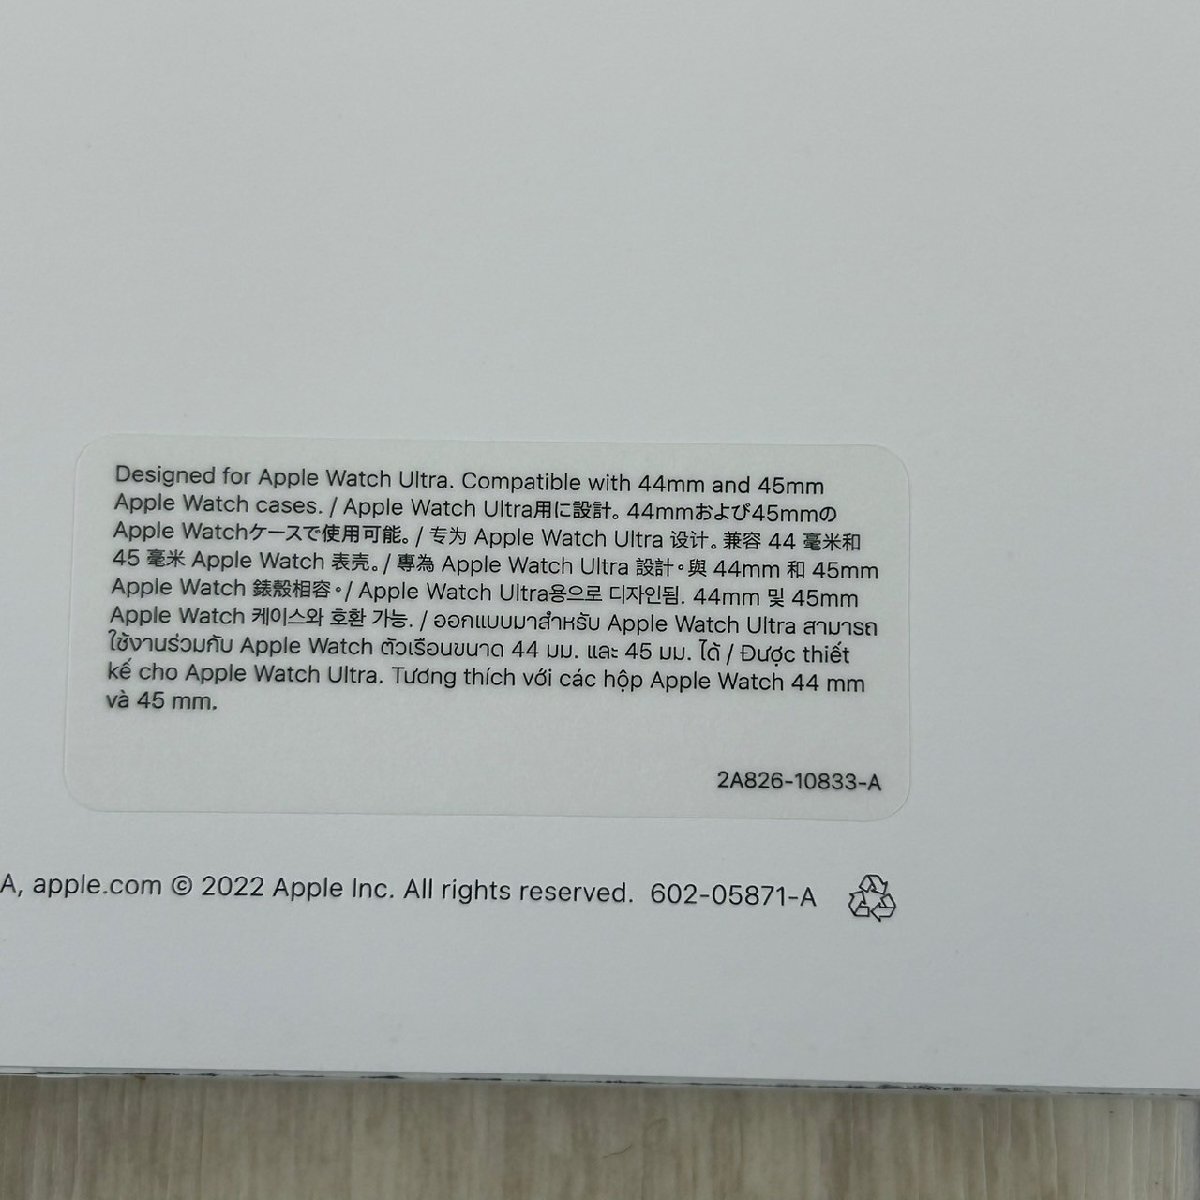 Designed for Apple Watch Ultra. Compatible with 44mm and 45mm
Apple Watch cases. / Apple Watch Ultra用に設計。44mmおよび45mmの
Apple Watchケースで使用可能。/ 专为 Apple Watch Ultra 设计。兼容 44 毫米和
45 毫米 Apple Watch 表壳。/ 專為 Apple Watch Ultra 設計。與 44mm 和 45mm
Apple Watch 錶殼相容。/ Apple Watch Ultra용으로 디자인됨. 44mm 및 45mm
Apple Watch 케이스와 호환 가능. / ออกแบบมาสำหรับ Apple Watch Ultra สามารถ
ใช้งานร่วมกับ Apple Watch ตัวเรือนขนาด 44 มม. และ 45 มม. ได้ / Được thiết
kế cho Apple Watch Ultra. Tương thích với các hộp Apple Watch 44 mm
và 45 mm.
2A826-10833-A
A, apple.com © 2022 Apple Inc. All rights reserved. 602-05871-A